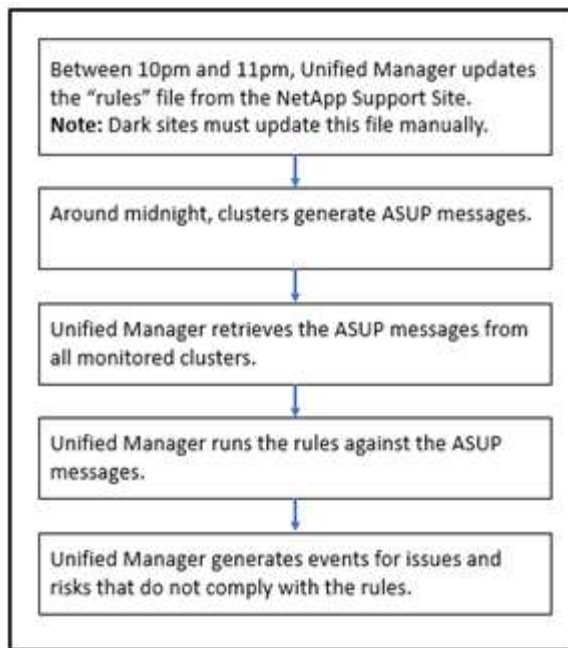 Between 10pm and 11pm, Unified Manager updates
the “rules” file from the NetApp Support Site.
Note: Dark sites must update this file manually.
Around midnight, clusters generate ASUP messages.
Unified Manager retrieves the ASUP messages from
all monitored clusters.
Unified Manager runs the rules against the ASUP
messages.
Unified Manager generates events for issues and
risks that do not comply with the rules.